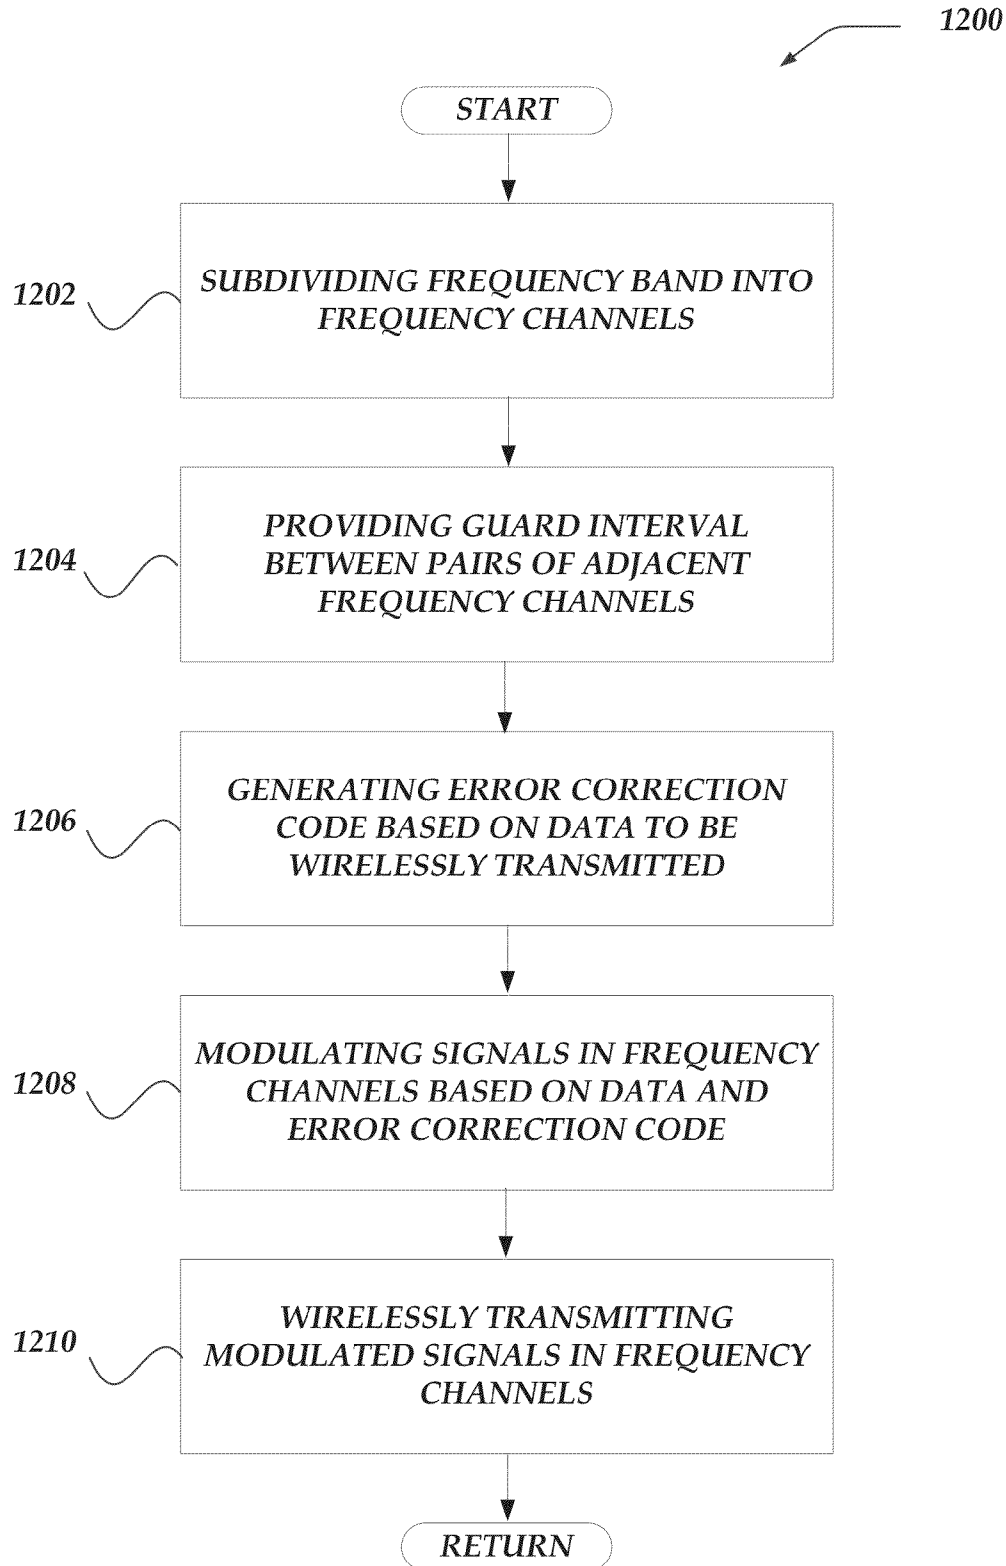 1200
START
1202
SUBDIVIDING FREQUENCY BAND INTO
FREQUENCY CHANNELS
1204
PROVIDING GUARD INTERVAL
BETWEEN PAIRS OF ADJACENT
FREQUENCY CHANNELS
1206
GENERATING ERROR CORRECTION
CODE BASED ON DATA TO BE
WIRELESSLY TRANSMITTED
1208
MODULATING SIGNALS IN FREQUENCY
CHANNELS BASED ON DATA AND
ERROR CORRECTION CODE
1210
WIRELESSLY TRANSMITTING
MODULATED SIGNALS IN FREQUENCY
CHANNELS
RETURN